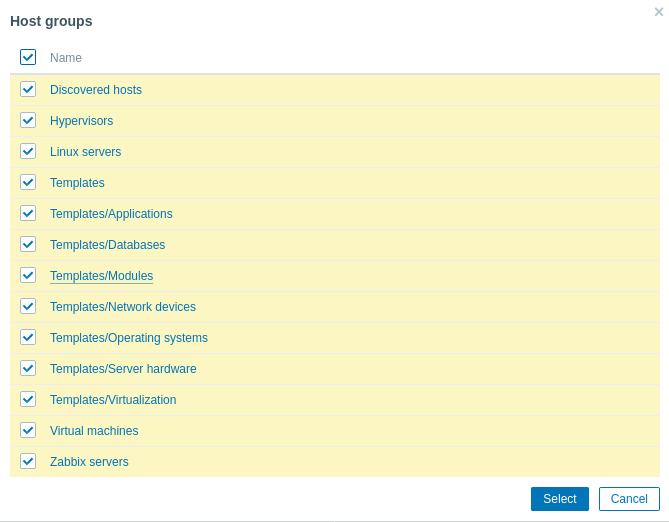 Host groups
×
Name
Discovered hosts
Hypervisors
Linux servers
Templates
Templates/Applications
Templates/Databases
Templates/Modules
Templates/Network devices
Templates/Operating systems
Templates/Server hardware
Templates/Virtualization
Virtual machines
Zabbix servers
Select
Cancel